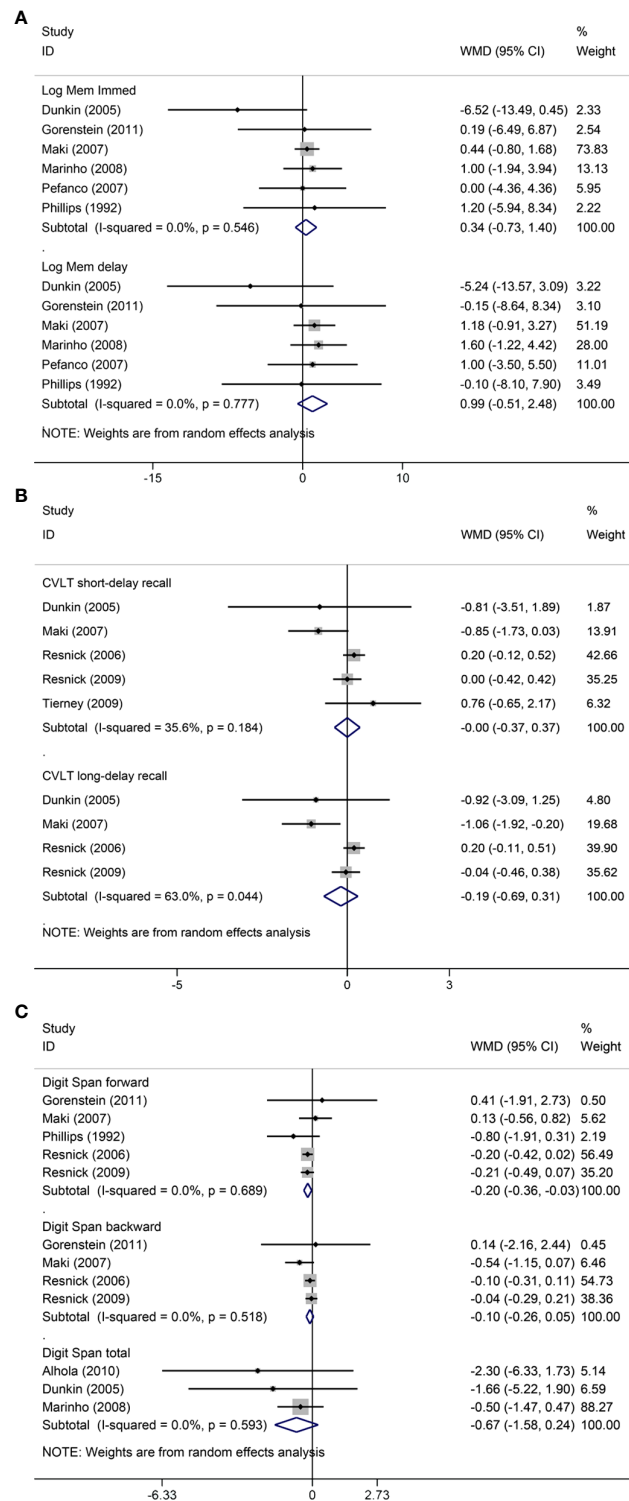 A
Study %
ID WMD (95% CI) Weight
Log Mem Immed
Dunkin (2005) -6.52 (-13.49, 0.45) 2.33
Gorenstein (2011) 0.19 (-6.49, 6.87) 2.54
Maki (2007) 0.44 (-0.80, 1.68) 73.83
Marinho (2008) 1.00 (-1.94, 3.94) 13.13
Pefanco (2007) 0.00 (-4.36, 4.36) 5.95
Phillips (1992) 1.20 (-5.94, 8.34) 2.22
Subtotal (I-squared = 0.0%, p = 0.546) 0.34 (-0.73, 1.40) 100.00
.
Log Mem delay
Dunkin (2005) -5.24 (-13.57, 3.09) 3.22
Gorenstein (2011) -0.15 (-8.64, 8.34) 3.10
Maki (2007) 1.18 (-0.91, 3.27) 51.19
Marinho (2008) 1.60 (-1.22, 4.42) 28.00
Pefanco (2007) 1.00 (-3.50, 5.50) 11.01
Phillips (1992) -0.10 (-8.10, 7.90) 3.49
Subtotal (I-squared = 0.0%, p = 0.777) 0.99 (-0.51, 2.48) 100.00
.
NOTE: Weights are from random effects analysis
-15 0 10
B
Study %
ID WMD (95% CI) Weight
CVLT short-delay recall
Dunkin (2005) -0.81 (-3.51, 1.89) 1.87
Maki (2007) -0.85 (-1.73, 0.03) 13.91
Resnick (2006) 0.20 (-0.12, 0.52) 42.66
Resnick (2009) 0.00 (-0.42, 0.42) 35.25
Tierney (2009) 0.76 (-0.65, 2.17) 6.32
Subtotal (I-squared = 35.6%, p = 0.184) -0.00 (-0.37, 0.37) 100.00
.
CVLT long-delay recall
Dunkin (2005) -0.92 (-3.09, 1.25) 4.80
Maki (2007) -1.06 (-1.92, -0.20) 19.68
Resnick (2006) 0.20 (-0.11, 0.51) 39.90
Resnick (2009) -0.04 (-0.46, 0.38) 35.62
Subtotal (I-squared = 63.0%, p = 0.044) -0.19 (-0.69, 0.31) 100.00
.
NOTE: Weights are from random effects analysis
-5 0 3
C
Study %
ID WMD (95% CI) Weight
Digit Span forward
Gorenstein (2011) 0.41 (-1.91, 2.73) 0.50
Maki (2007) 0.13 (-0.56, 0.82) 5.62
Phillips (1992) -0.80 (-1.91, 0.31) 2.19
Resnick (2006) -0.20 (-0.42, 0.02) 56.49
Resnick (2009) -0.21 (-0.49, 0.07) 35.20
Subtotal (I-squared = 0.0%, p = 0.689) -0.20 (-0.36, -0.03) 100.00
.
Digit Span backward
Gorenstein (2011) 0.14 (-2.16, 2.44) 0.45
Maki (2007) -0.54 (-1.15, 0.07) 6.46
Resnick (2006) -0.10 (-0.31, 0.11) 54.73
Resnick (2009) -0.04 (-0.29, 0.21) 38.36
Subtotal (I-squared = 0.0%, p = 0.518) -0.10 (-0.26, 0.05) 100.00
.
Digit Span total
Alhola (2010) -2.30 (-6.33, 1.73) 5.14
Dunkin (2005) -1.66 (-5.22, 1.90) 6.59
Marinho (2008) -0.50 (-1.47, 0.47) 88.27
Subtotal (I-squared = 0.0%, p = 0.593) -0.67 (-1.58, 0.24) 100.00
NOTE: Weights are from random effects analysis
-6.33 0 2.73